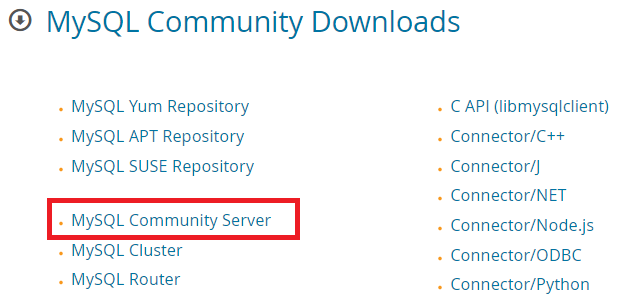 MySQL Community Downloads
MySQL Yum Repository
MySQL APT Repository
MySQL SUSE Repository
MySQL Community Server
MySQL Cluster
MySQL Router
C API (libmysqlclient)
Connector/C++
Connector/J
Connector/NET
Connector/Node.js
Connector/ODBC
Connector/Python